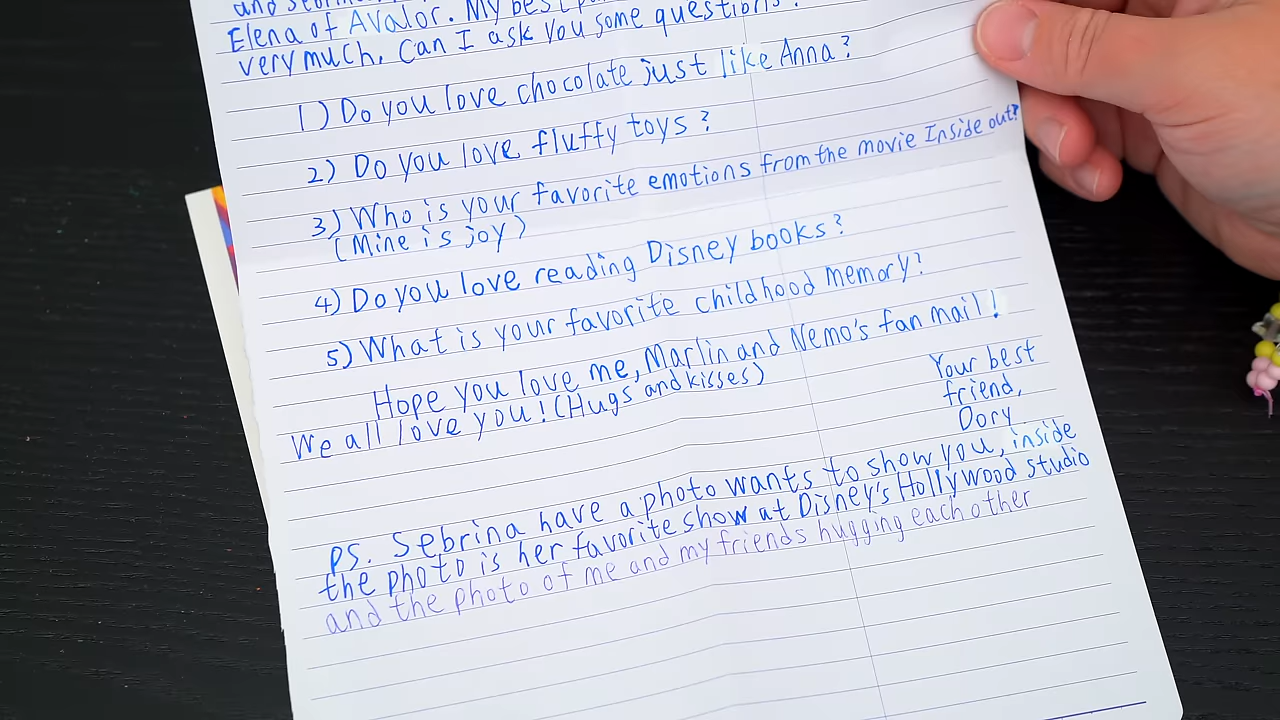 and
Elena of Avalor. My best
very much, Can I ask you some questions?
1) Do you love chocolate just like Anna?
2) Do you love fluffy toys?
3) Who is your favorite emotions from the movie Inside out?
(Mine is joy)
4) Do you love reading Disney books?
5) What is your favorite childhood memory?
Hope you love me, Marlin and Nemo's fan mail!
We all love you! (Hugs and kisses)
Your best
friend,
Dory
PS. Sebrina have a photo wants to show you, inside
the photo is her favorite show at Disney's Hollywood studio
and the photo of me and my friends hugging each other